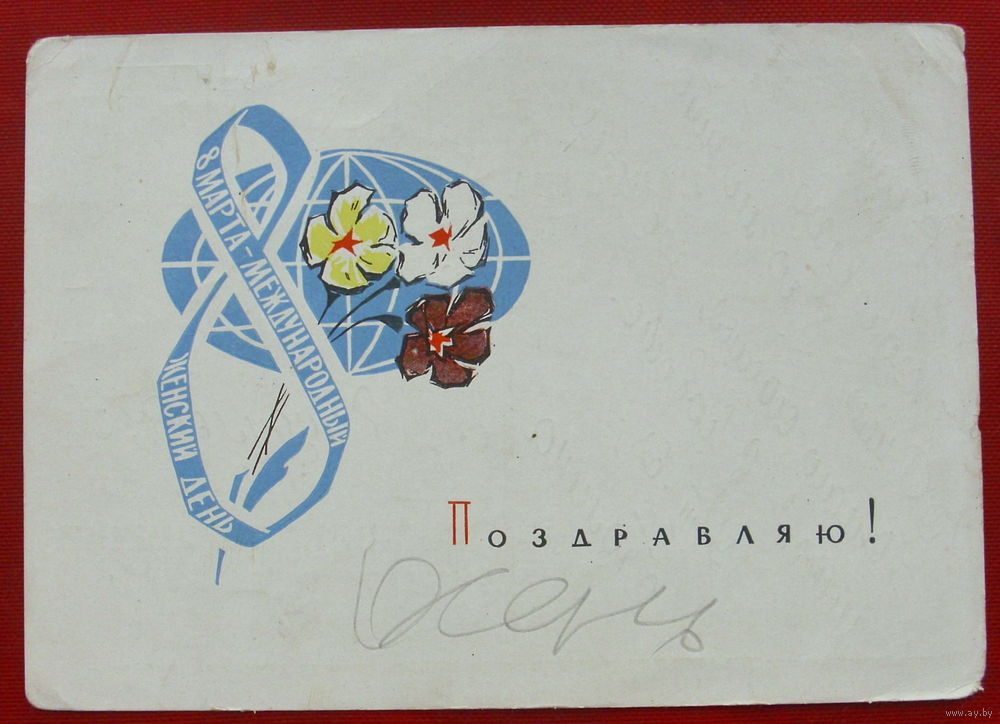 8 МАРТА – МЕЖДУНАРОДНЫЙ
ЖЕНСКИЙ ДЕНЬ
ПОЗДРАВЛЯЮ!
www.ay.by